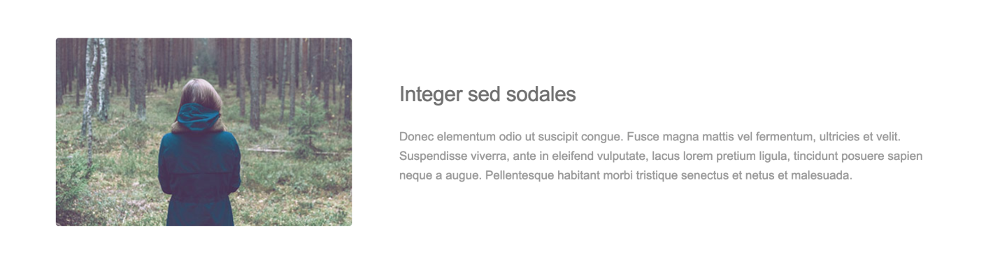 Integer sed sodales
Donec elementum odio ut suscipit congue. Fusce magna mattis vel fermentum, ultricies et velit.
Suspendisse viverra, ante in eleifend vulputate, lacus lorem pretium ligula, tincidunt posuere sapien
neque a augue. Pellentesque habitant morbi tristique senectus et netus et malesuada.